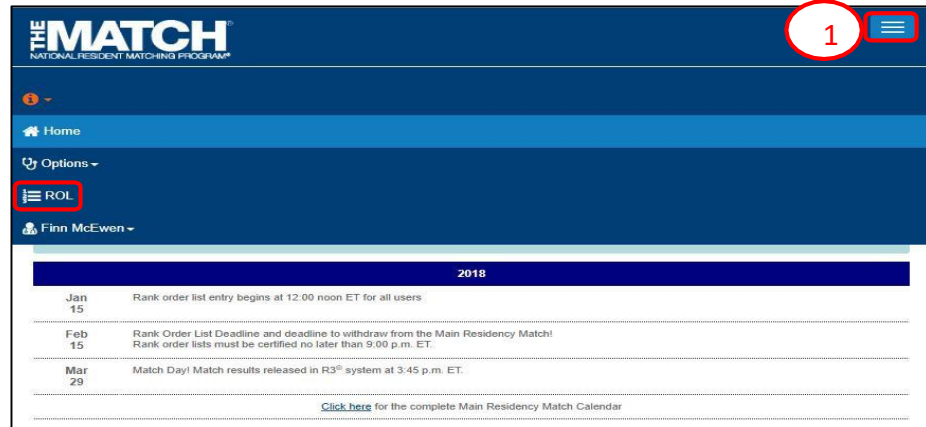 THE MATCH®
NATIONAL RESIDENT MATCHING PROGRAM®
1
Home
Options
ROL
Finn McEwen
2018
Jan 15 Rank order list entry begins at 12:00 noon ET for all users
Feb 15 Rank Order List Deadline and deadline to withdraw from the Main Residency Match!
Rank order lists must be certified no later than 9:00 p.m. ET.
Mar 29 Match Day! Match results released in R3® system at 3:45 p.m. ET.
Click here for the complete Main Residency Match Calendar